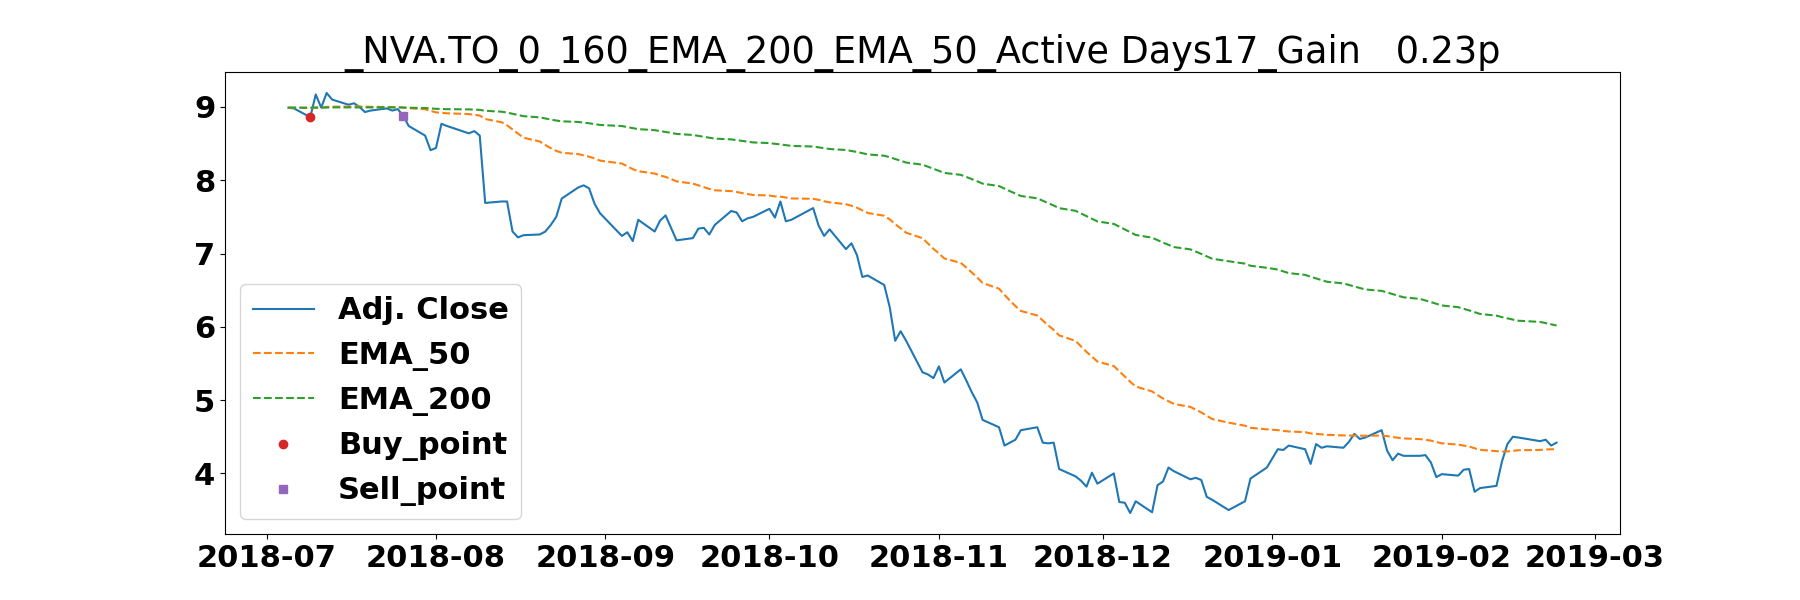 _NVA.TO_0_160_EMA_200_EMA_50_Active Days17_Gain   0.23p
9
8
7
6
5
4
Adj. Close
EMA_50
EMA_200
Buy_point
Sell_point
2018-07 2018-08 2018-09 2018-10 2018-11 2018-12 2019-01 2019-02 2019-03